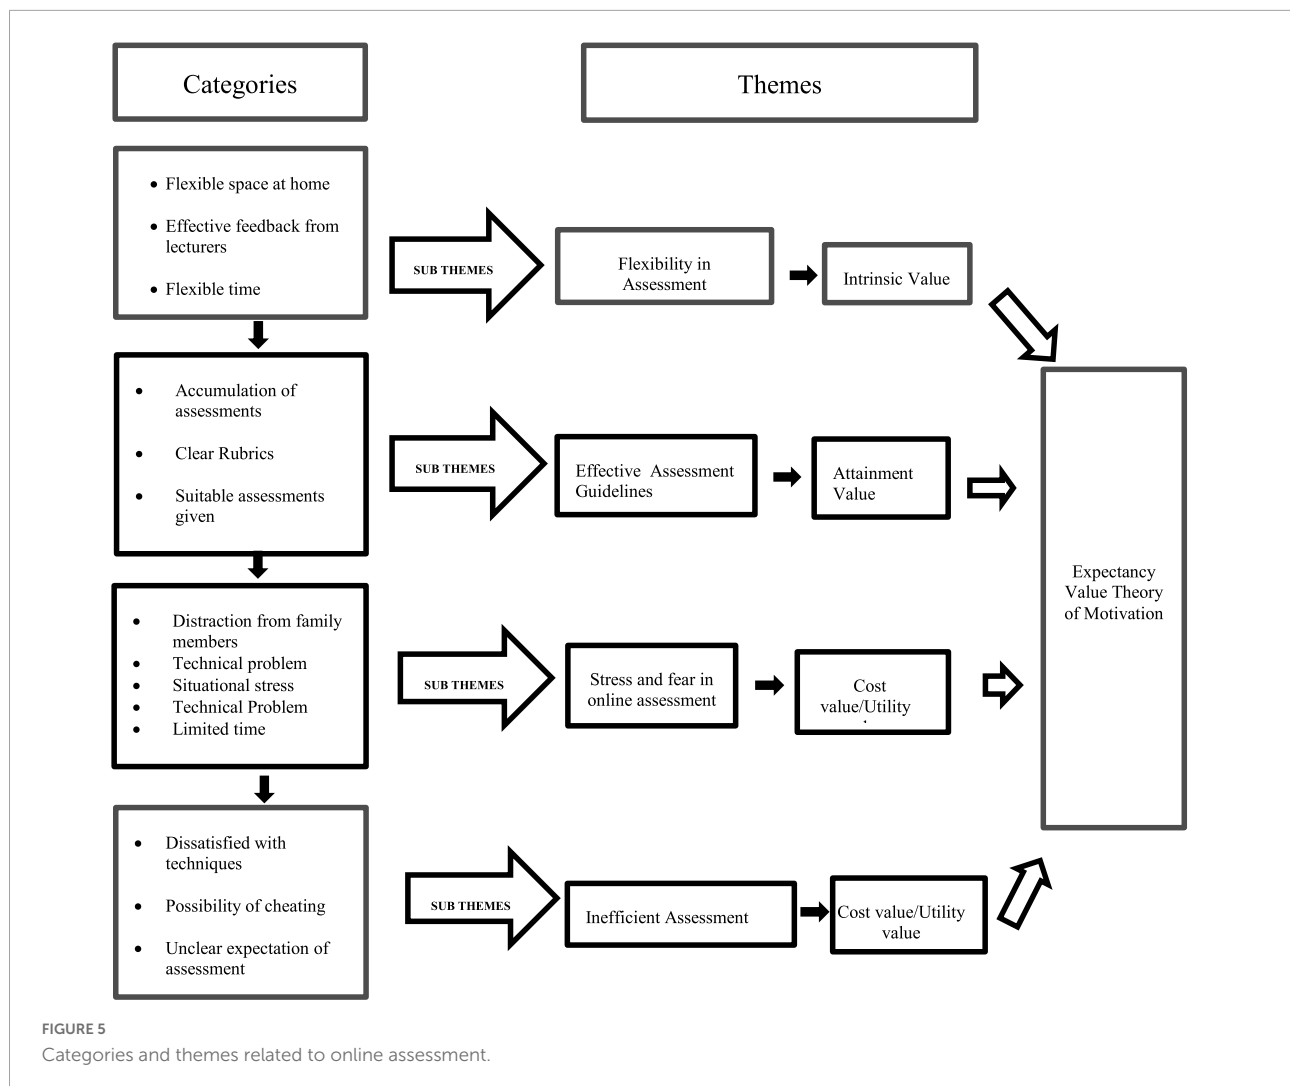 Categories
Themes
• Flexible space at home
• Effective feedback from
lecturers
• Flexible time
SUB THEMES
Flexibility in
Assessment
Intrinsic Value
• Accumulation of
assessments
• Clear Rubrics
• Suitable assessments
given
SUB THEMES
Effective Assessment
Guidelines
Attainment
Value
• Distraction from family
members
• Technical problem
• Situational stress
• Technical Problem
• Limited time
SUB THEMES
Stress and fear in
online assessment
Cost
value/Utility
• Dissatisfied with
techniques
• Possibility of cheating
• Unclear expectation of
assessment
SUB THEMES
Inefficient Assessment
Cost value/Utility
value
Expectancy
Value Theory
of Motivation
FIGURE 5
Categories and themes related to online assessment.